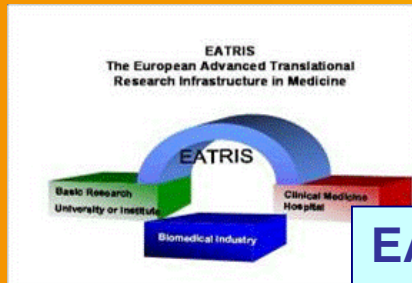 EATRIS
The European Advanced Translational
Research Infrastructure in Medicine
EATRIS
Basic Research
University or Institute
Clinical Medicine
Hospital
Biomedical Industry
EA